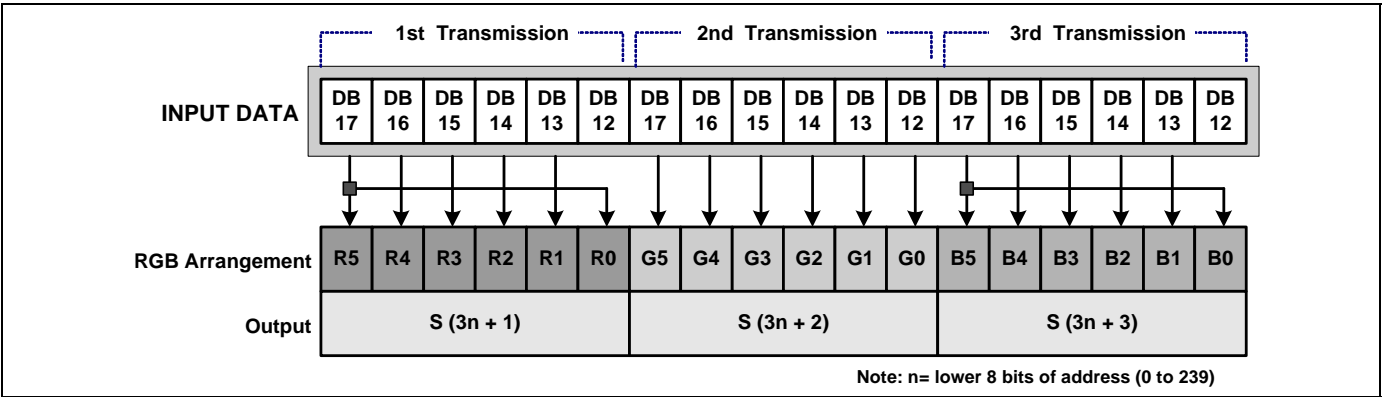 1st Transmission 2nd Transmission 3rd Transmission
INPUT DATA DB 17 DB 16 DB 15 DB 14 DB 13 DB 12 DB 17 DB 16 DB 15 DB 14 DB 13 DB 12 DB 17 DB 16 DB 15 DB 14 DB 13 DB 12
RGB Arrangement R5 R4 R3 R2 R1 R0 G5 G4 G3 G2 G1 G0 B5 B4 B3 B2 B1 B0
Output S (3n + 1) S (3n + 2) S (3n + 3)
Note: n= lower 8 bits of address (0 to 239)